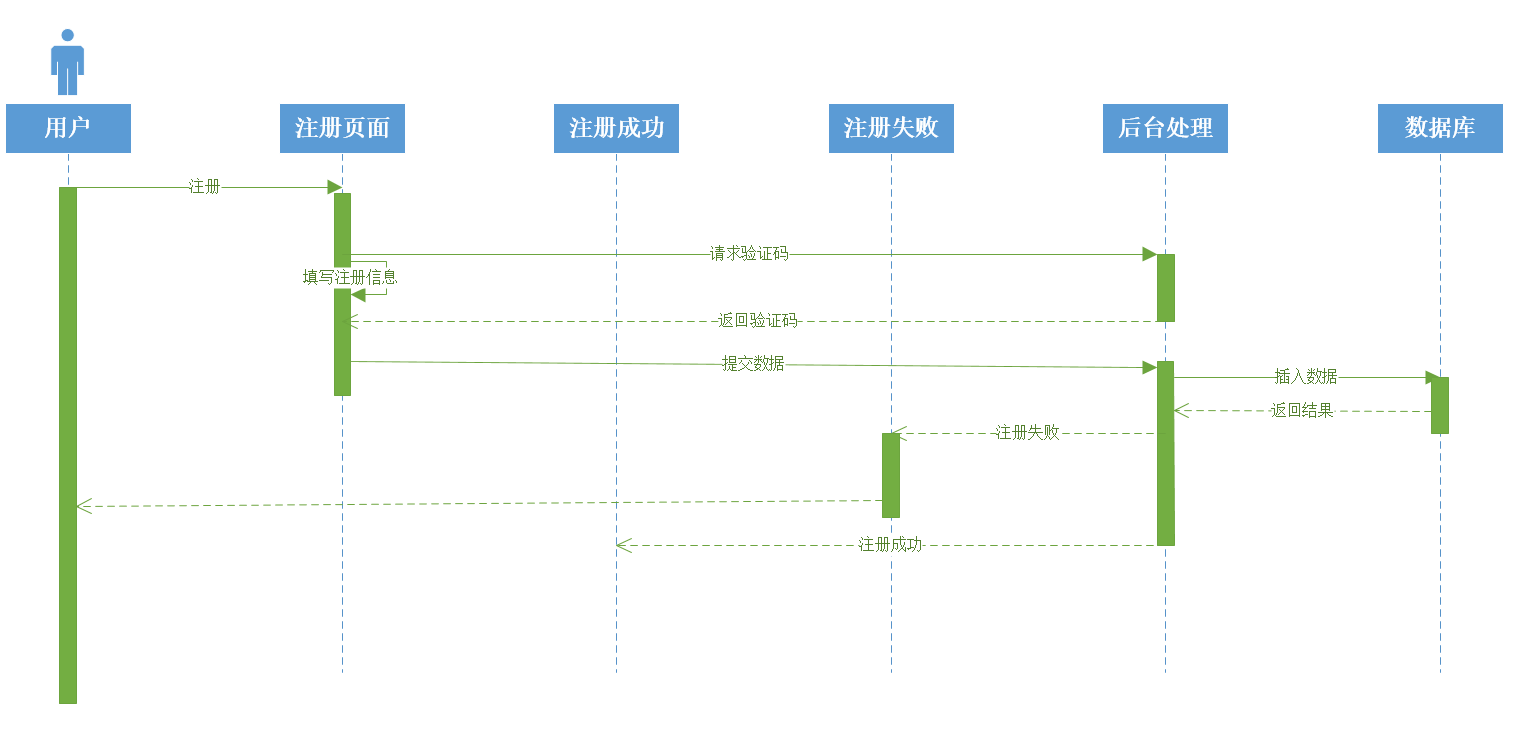 用户
注册页面
注册成功
注册失败
后台处理
数据库
注册
请求验证码
填写注册信息
返回验证码
提交数据
插入数据
返回结果
注册失败
注册成功